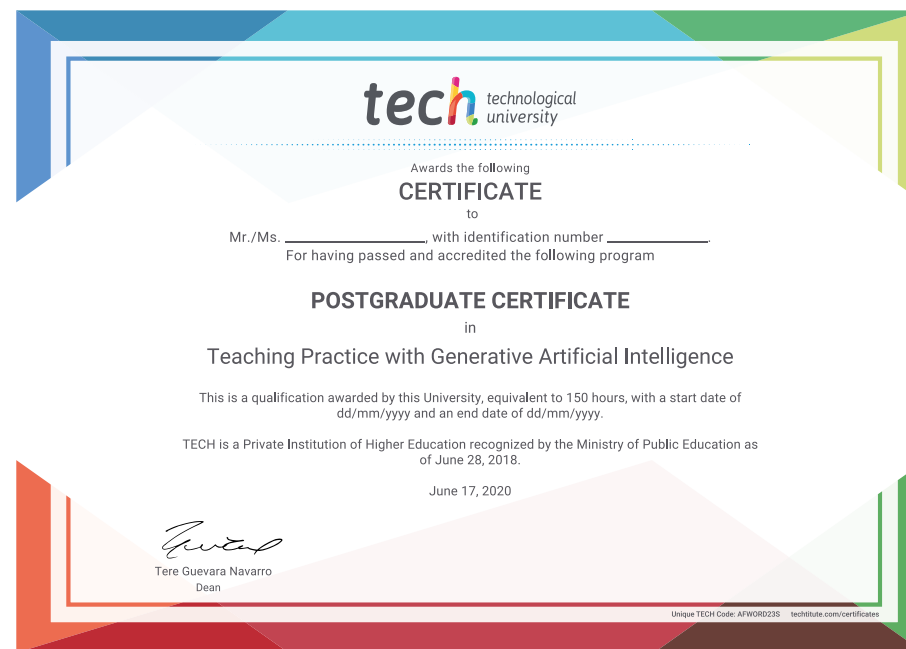 tech technological
university
Awards the following
CERTIFICATE
to
Mr./Ms. ____________________, with identification number ______________.
For having passed and accredited the following program
POSTGRADUATE CERTIFICATE
in
Teaching Practice with Generative Artificial Intelligence
This is a qualification awarded by this University, equivalent to 150 hours, with a start date of
dd/mm/yyyy and an end date of dd/mm/yyyy.
TECH is a Private Institution of Higher Education recognized by the Ministry of Public Education as
of June 28, 2018.
June 17, 2020
Tere Guevara Navarro
Dean
Unique TECH Code: AFWORD23S techtitute.com/certificates